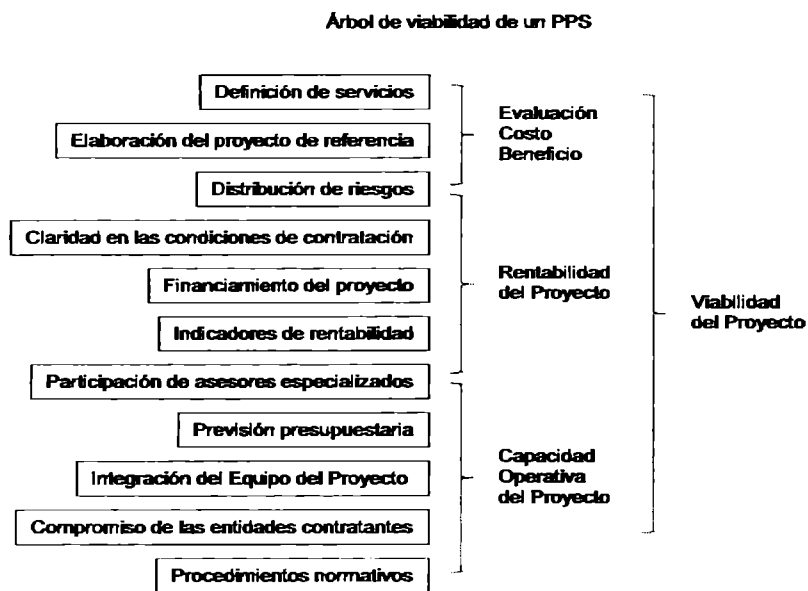 Árbol de viabilidad de un PPS
Definición de servicios
Elaboración del proyecto de referencia
Distribución de riesgos
Claridad en las condiciones de contratación
Financiamiento del proyecto
Indicadores de rentabilidad
Participación de asesores especializados
Previsión presupuestaria
Integración del Equipo del Proyecto
Compromiso de las entidades contratantes
Procedimientos normativos
Evaluación
Costo
Beneficio
Rentabilidad
del Proyecto
Capacidad
Operativa
del Proyecto
Viabilidad
del Proyecto